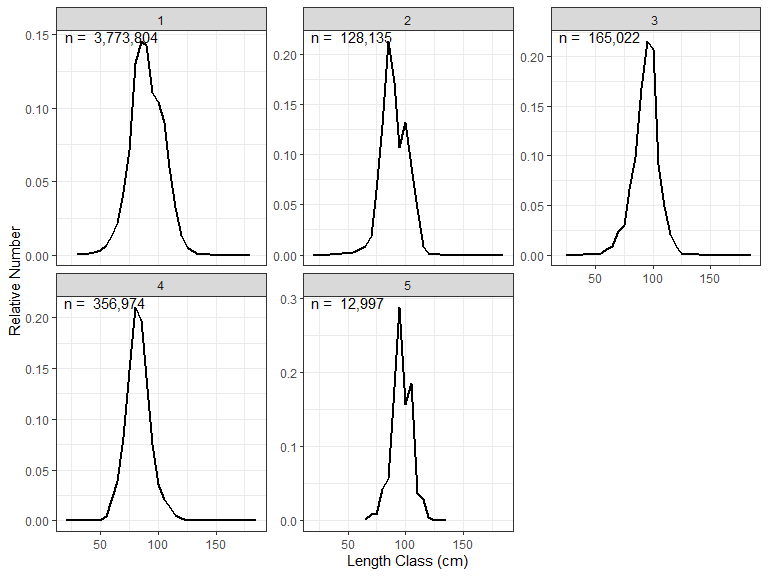 1
n = 3,773,804
0.15
0.10
0.05
0.00
2
n = 128,135
0.20
0.15
0.10
0.05
0.00
3
n = 165,022
0.20
0.15
0.10
0.05
0.00
50 100 150
4
n = 356,974
0.20
0.15
0.10
0.05
0.00
50 100 150
5
n = 12,997
0.3
0.2
0.1
0.0
50 100 150
Relative Number
Length Class (cm)